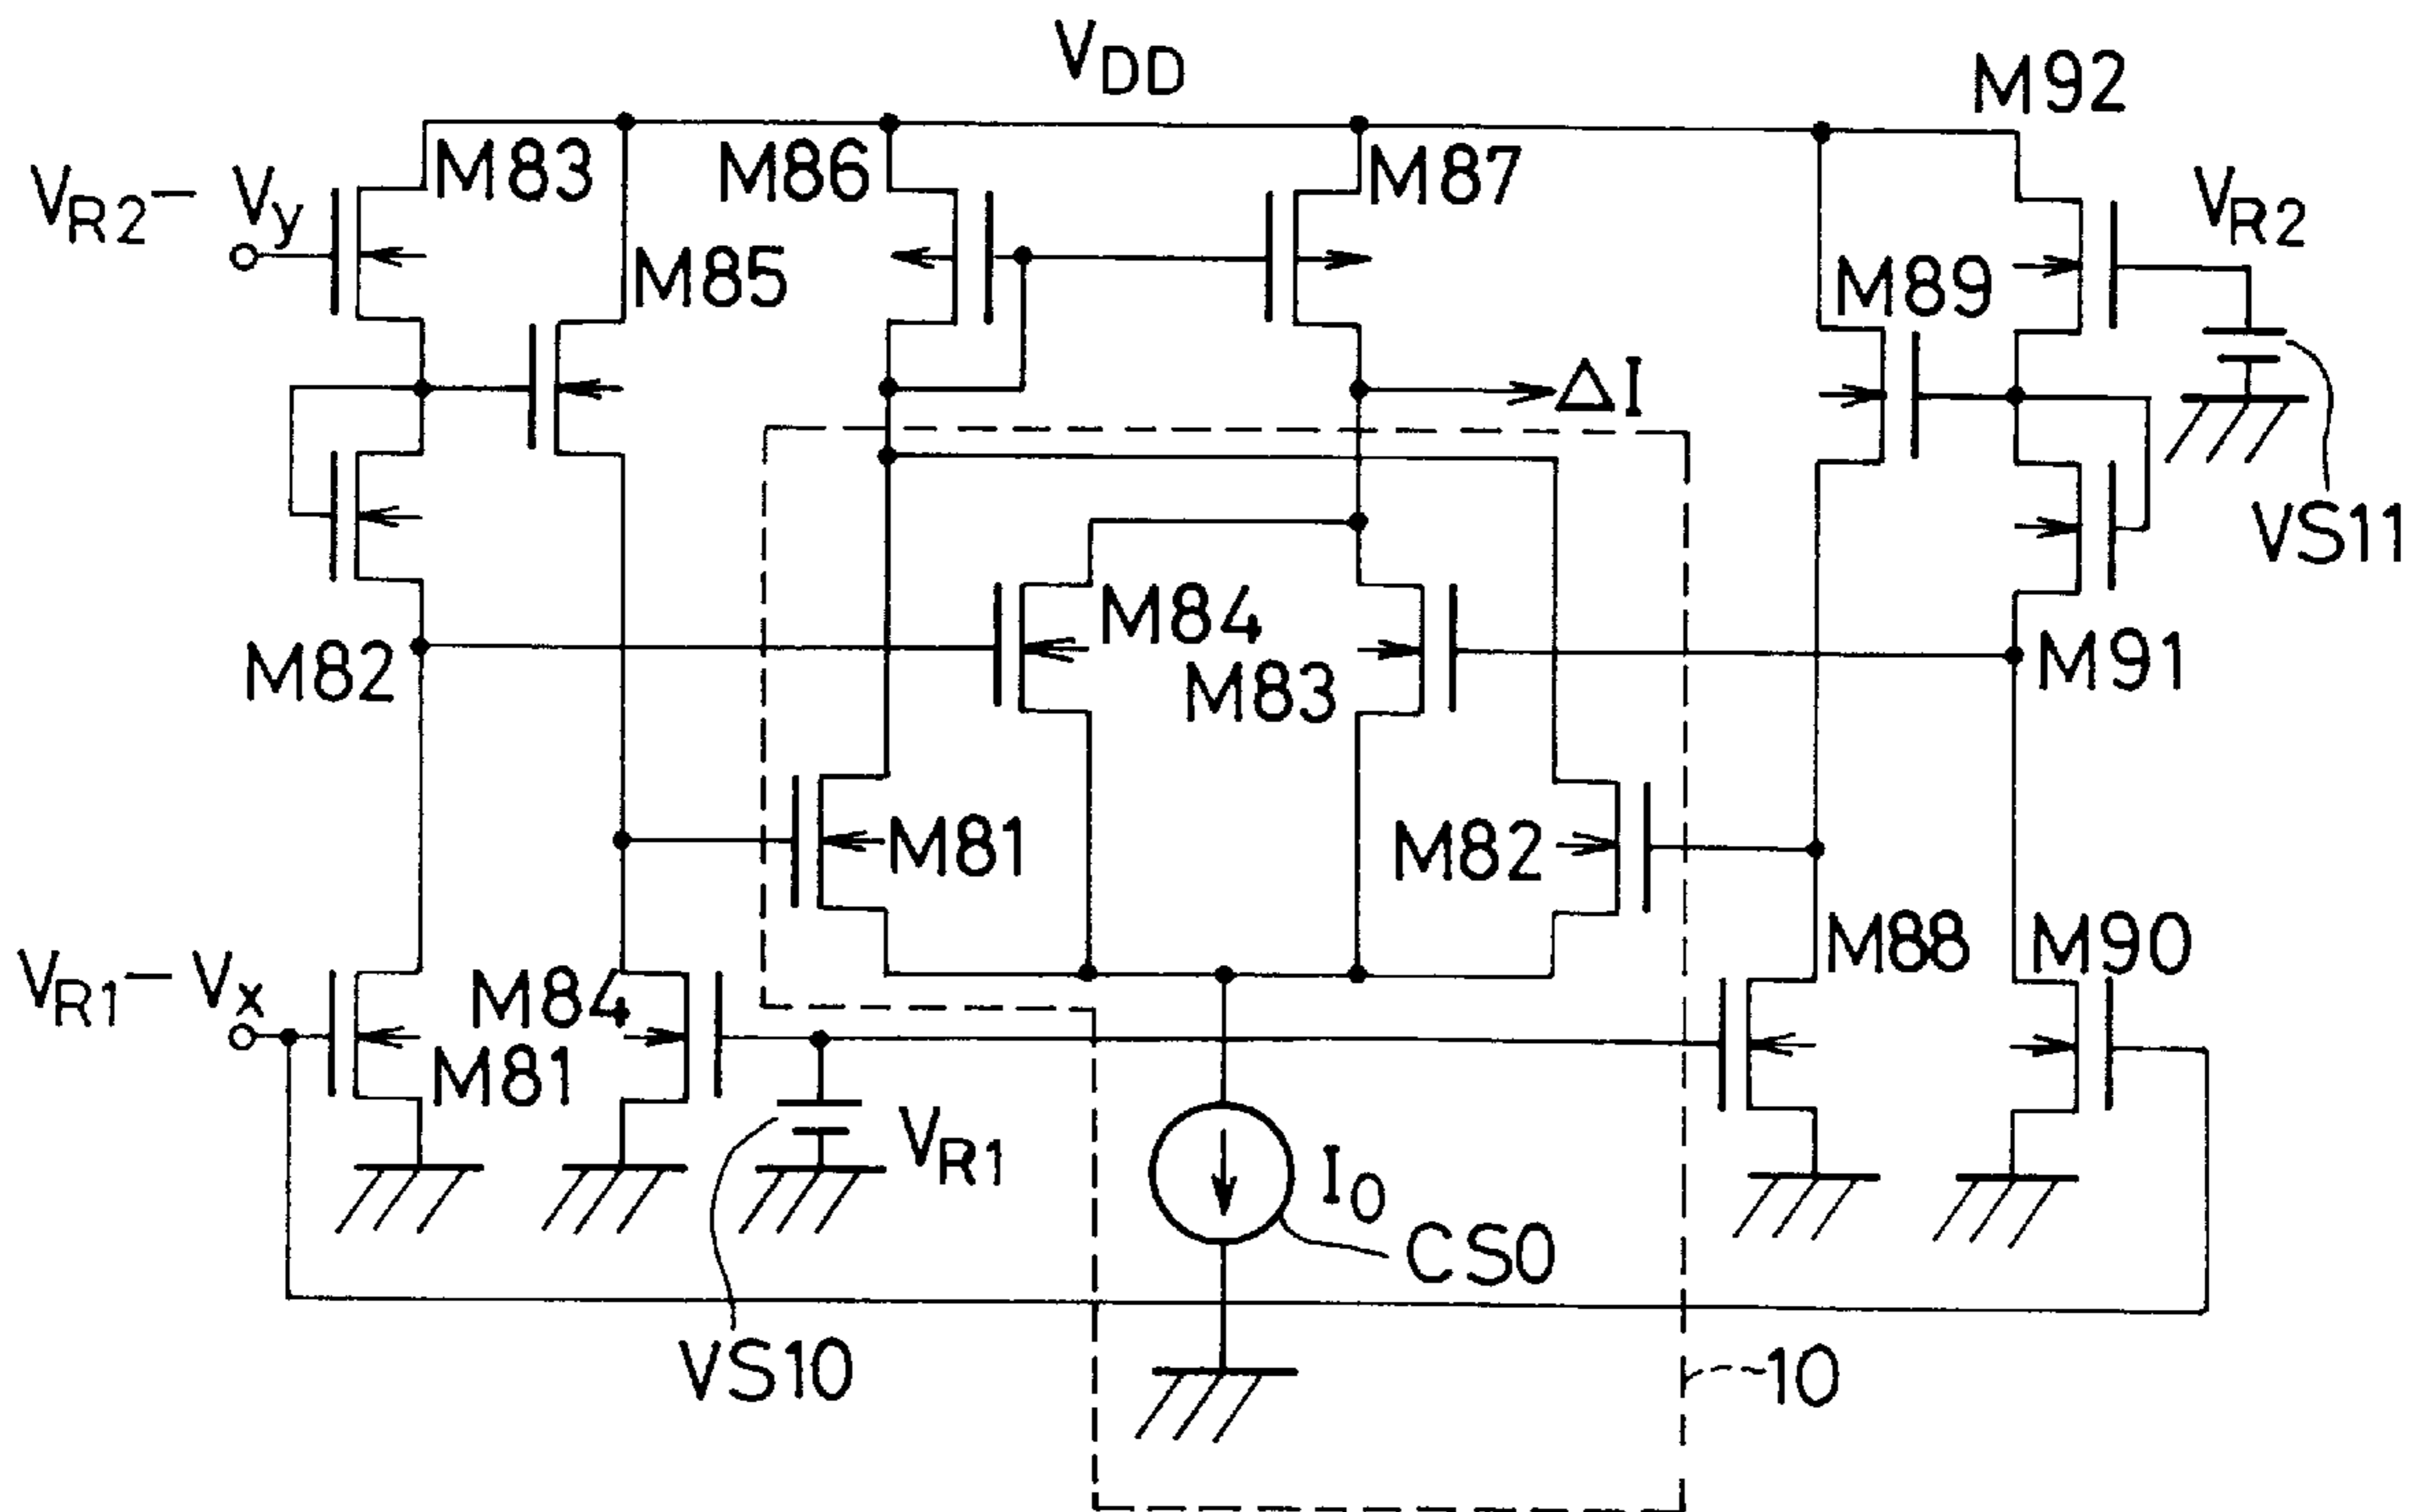 VDD
M92
M83
M86
M87
VR2- Vy
VR2
M85
M89
ΔI
VS11
M84
M82
M83
M91
M81
M82
M88
M90
VR1- Vx
M84
M81
VR1
I0
CS0
VS10
10